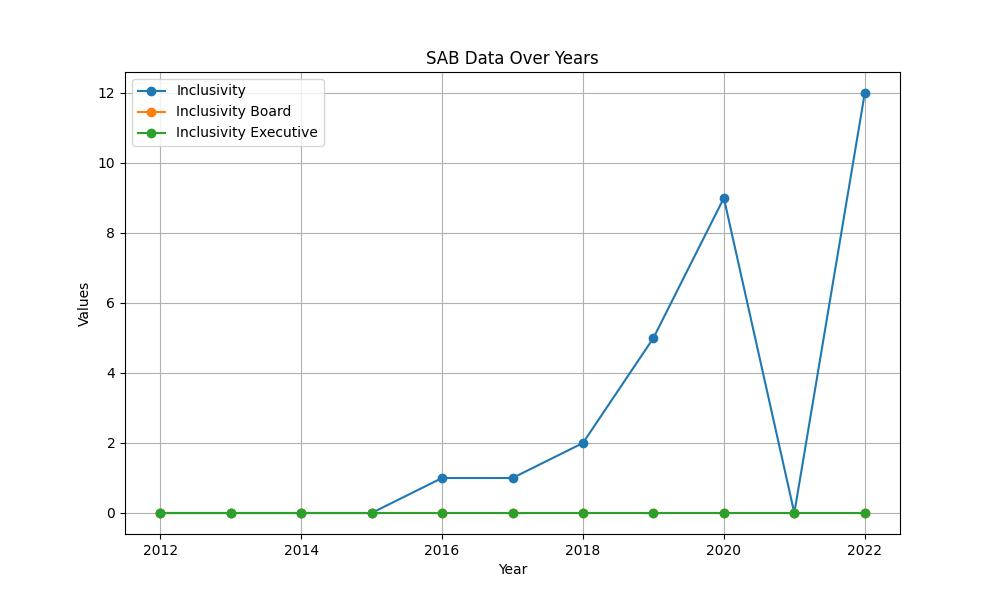 SAB Data Over Years
Inclusivity
Inclusivity Board
Inclusivity Executive
12
10
8
6
4
2
0
Values
2012 2014 2016 2018 2020 2022
Year